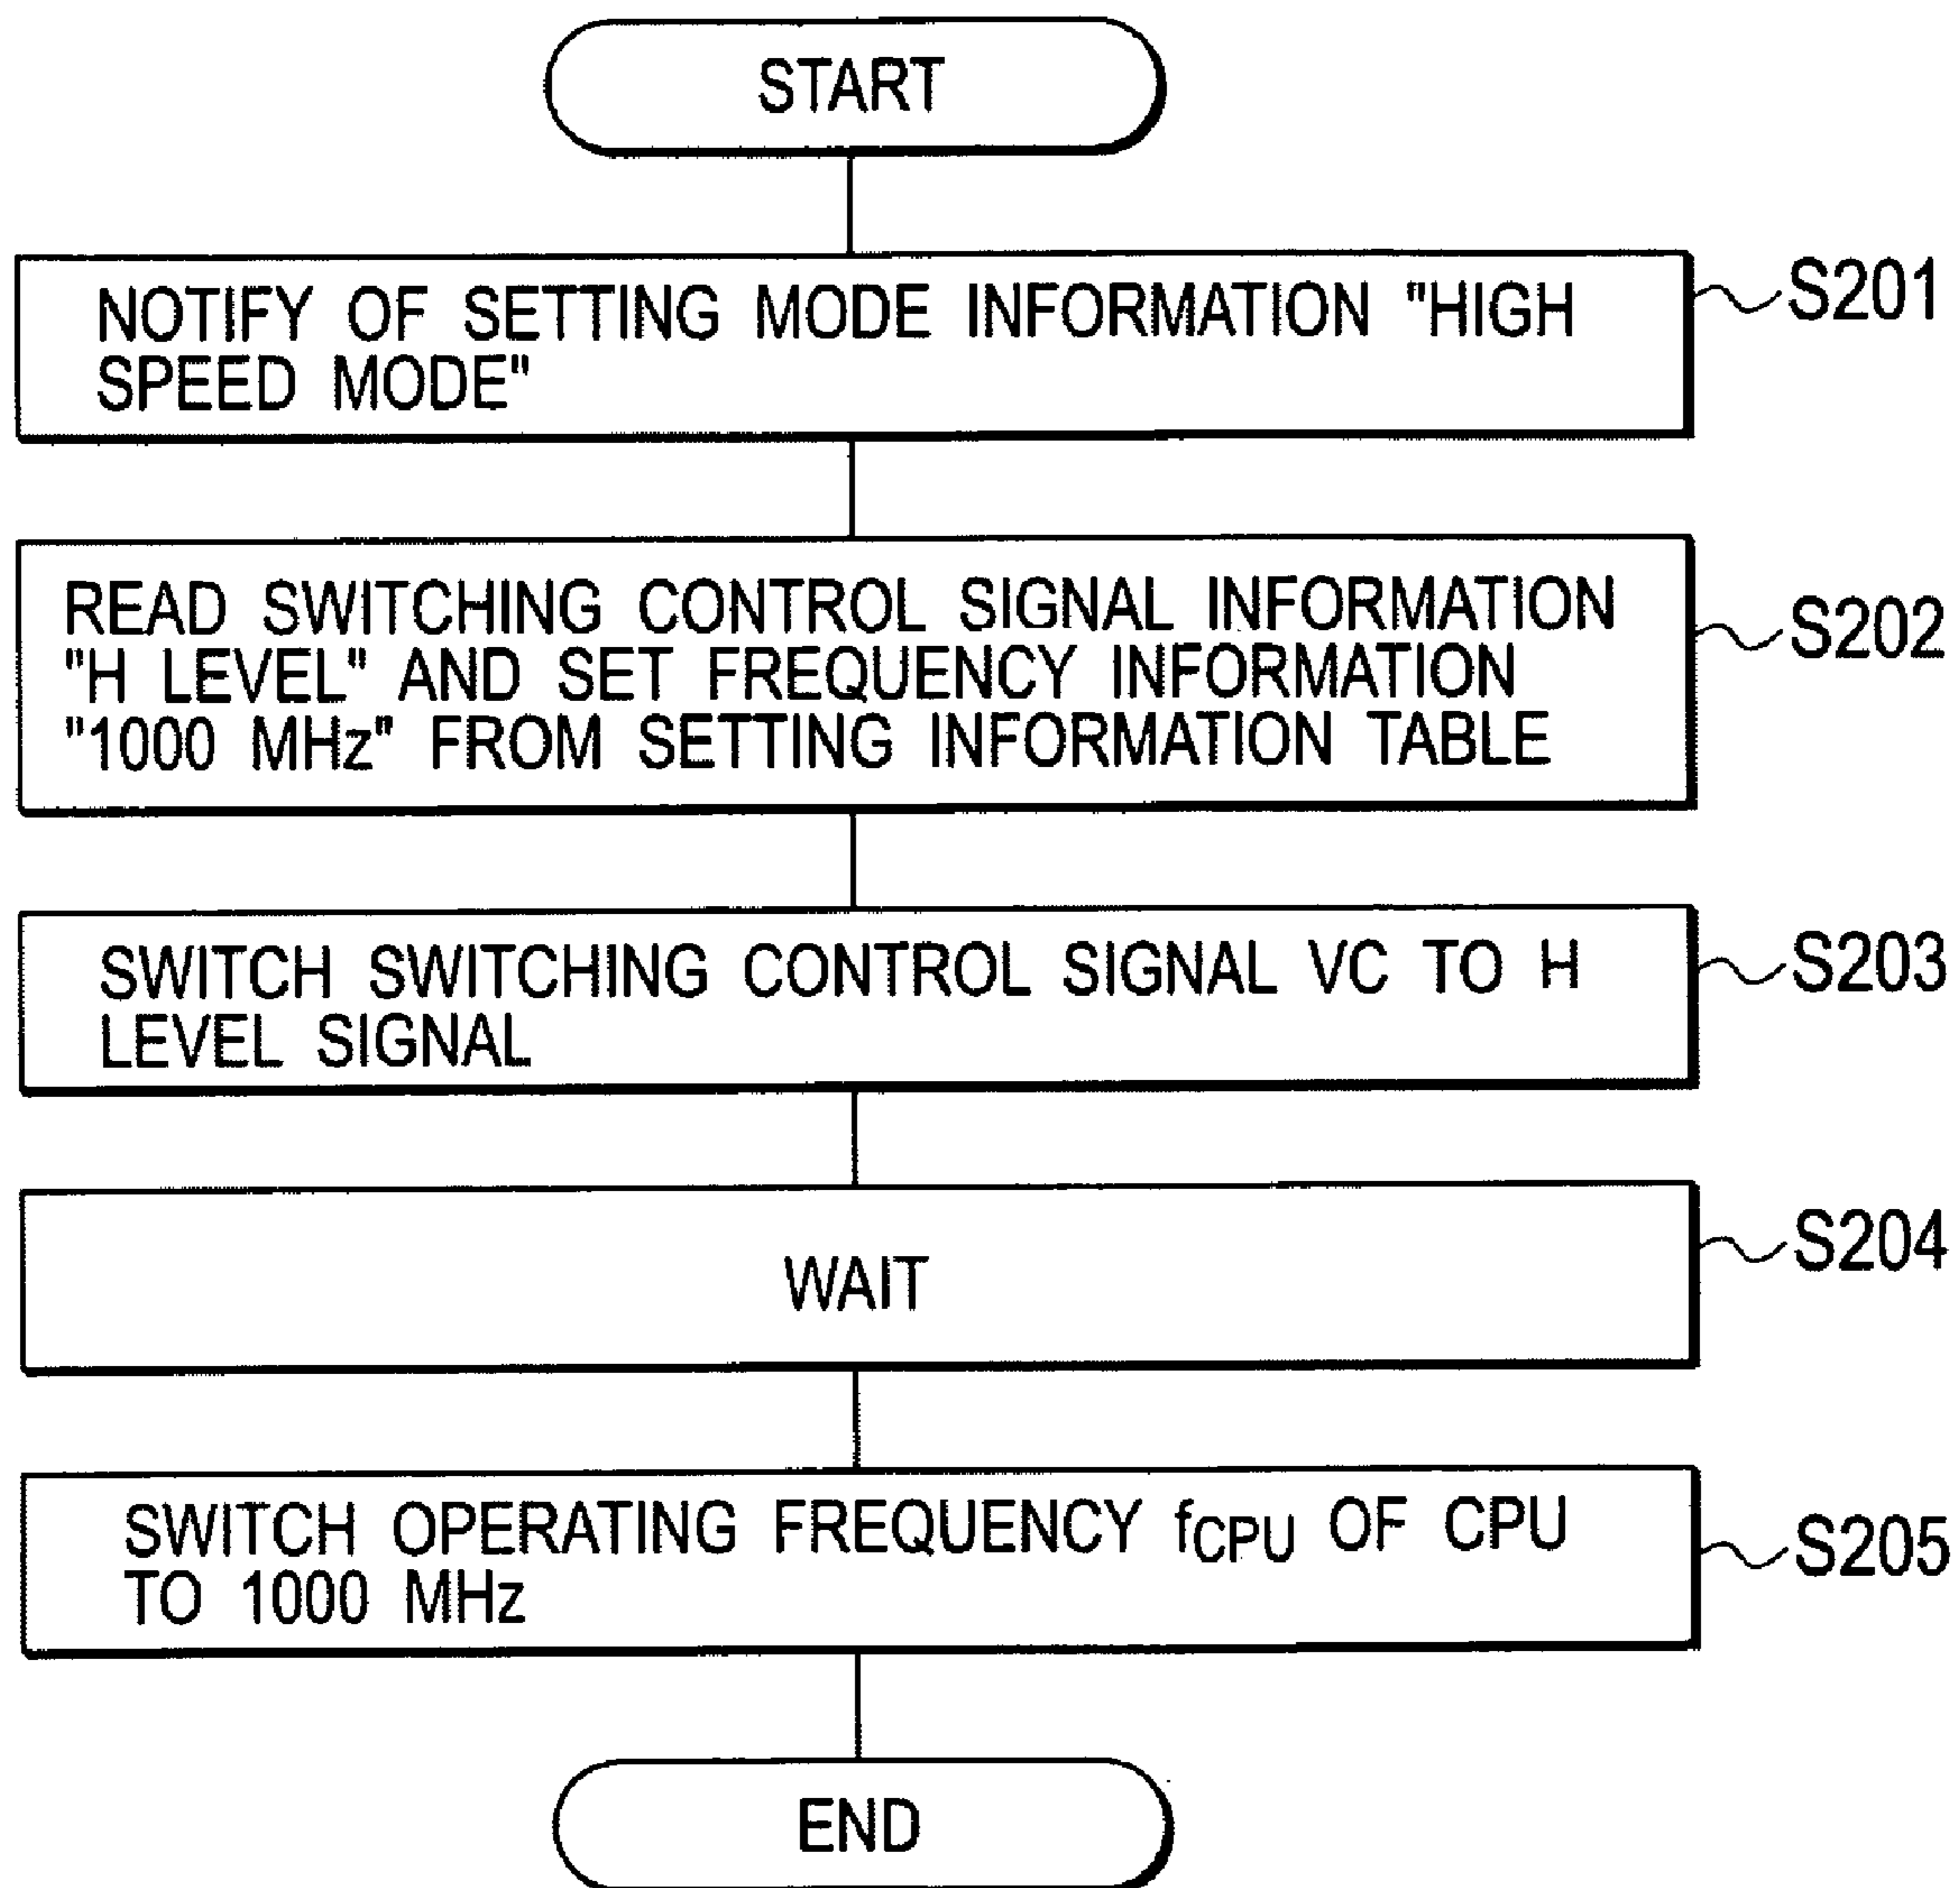 START
NOTIFY OF SETTING MODE INFORMATION "HIGH
SPEED MODE"
S201
READ SWITCHING CONTROL SIGNAL INFORMATION
"H LEVEL" AND SET FREQUENCY INFORMATION
"1000 MHz" FROM SETTING INFORMATION TABLE
S202
SWITCH SWITCHING CONTROL SIGNAL VC TO H
LEVEL SIGNAL
S203
WAIT
S204
SWITCH OPERATING FREQUENCY fCPU OF CPU
TO 1000 MHz
S205
END